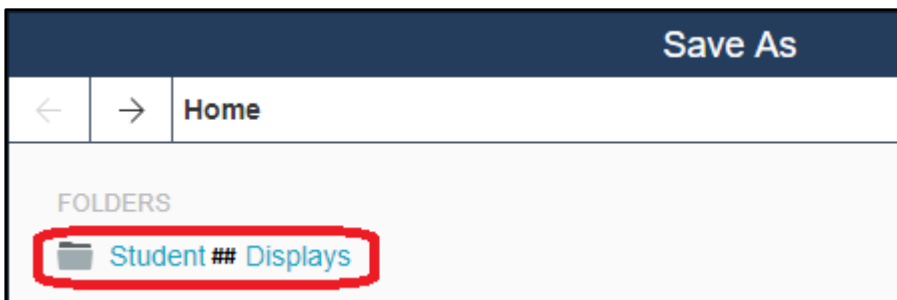 Save As
← → Home
FOLDERS
Student ## Displays